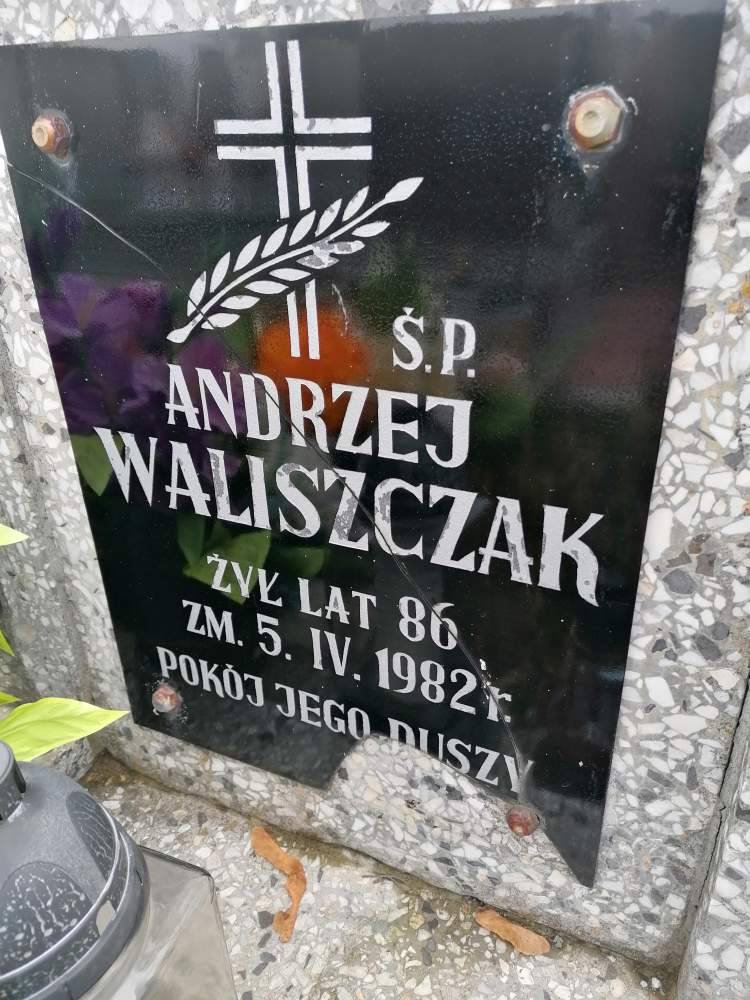 Ś.P.
ANDRZEJ
WALISZCZAK
ŻYŁ LAT 86
ZM. 5. IV. 1982 r.
POKÓJ JEGO DUSZY